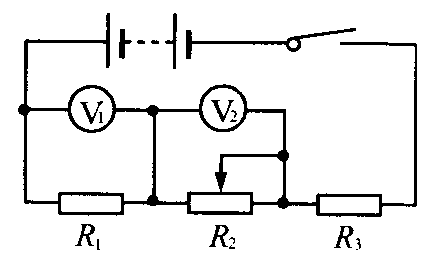 V₁ V₂
R₁ R₂ R₃